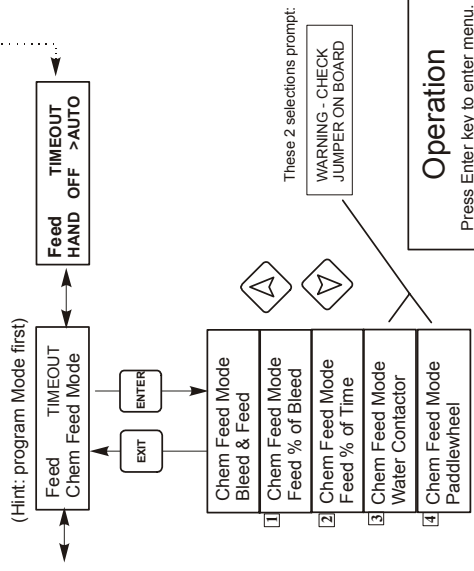 (Hint: program Mode first)
Feed TIMEOUT
Chem Feed Mode
Feed TIMEOUT
HAND OFF >AUTO
EXIT
ENTER
Chem Feed Mode
Bleed & Feed
1
Chem Feed Mode
Feed % of Bleed
2
Chem Feed Mode
Feed % of Time
3
Chem Feed Mode
Water Contactor
4
Chem Feed Mode
Paddlewheel
These 2 selections prompt:
WARNING - CHECK
JUMPER ON BOARD
Operation
Press Enter key to enter menu.